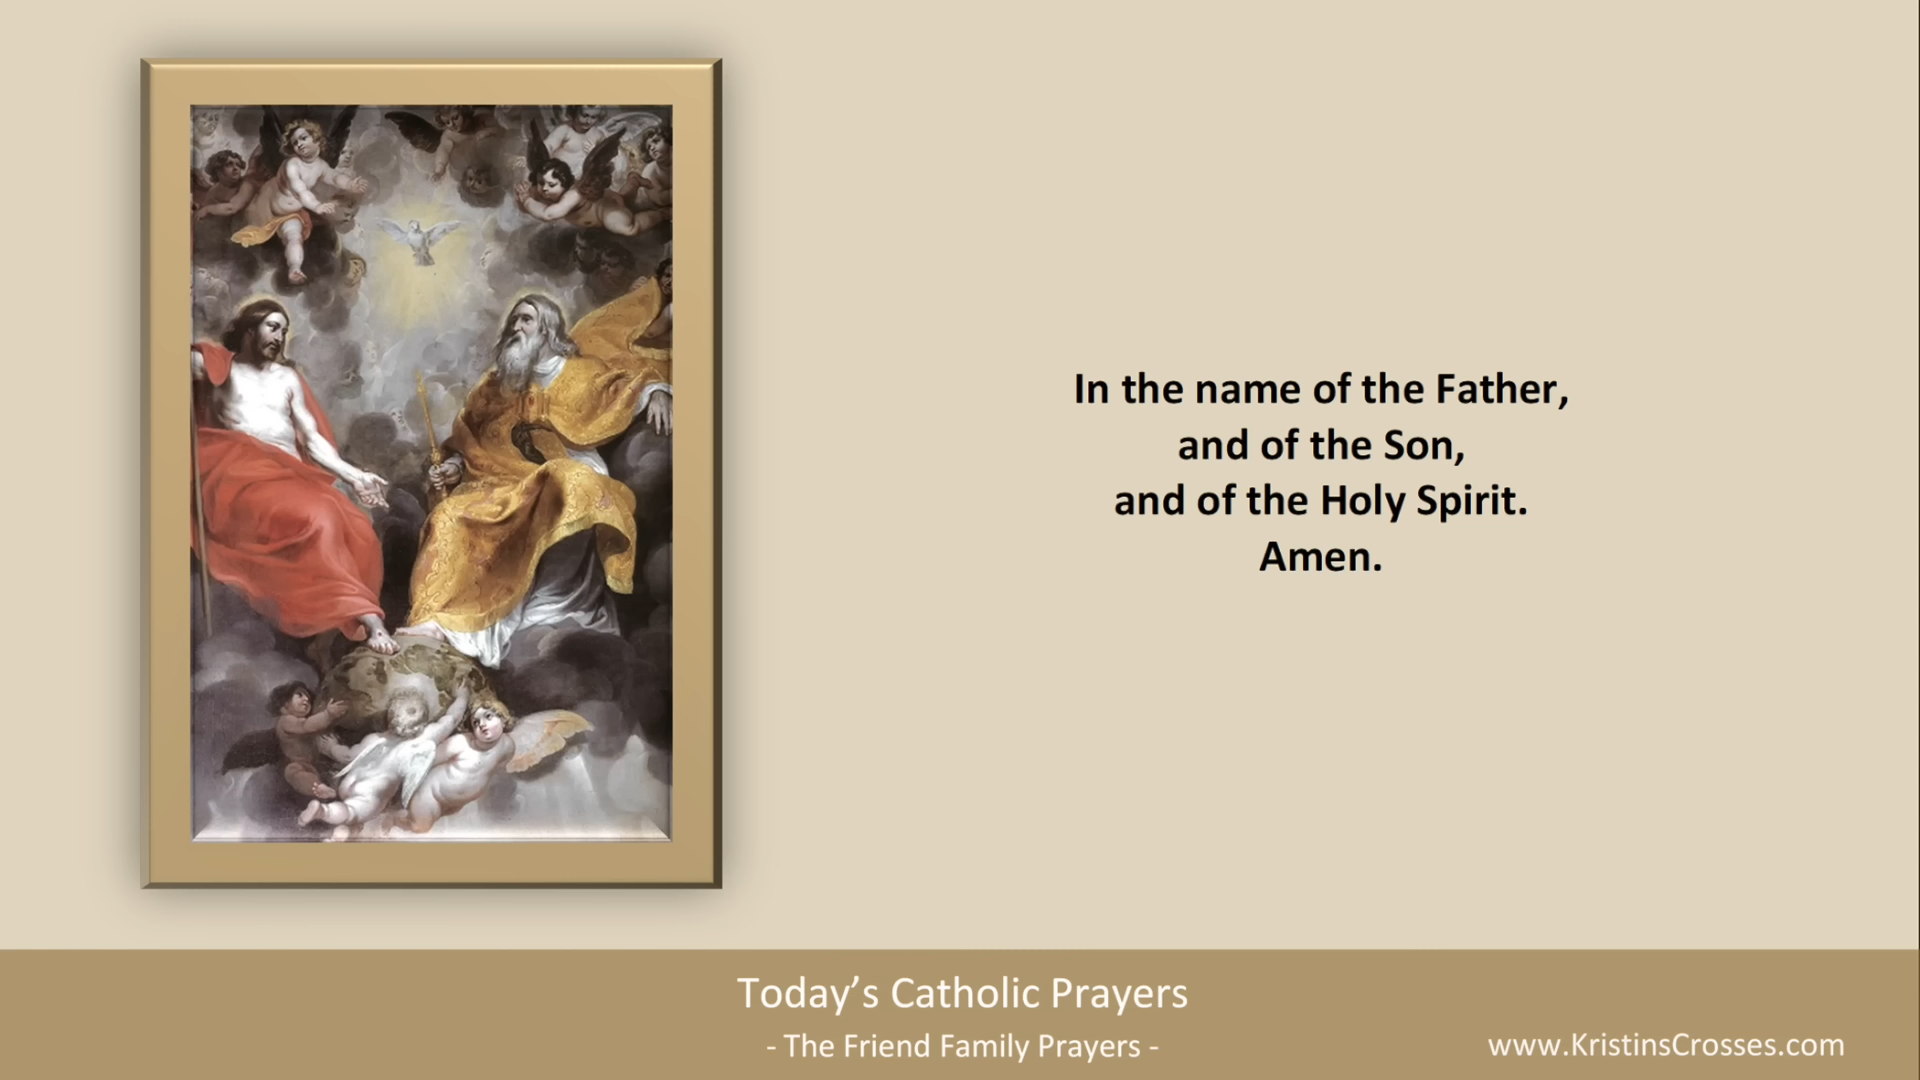 In the name of the Father,
and of the Son,
and of the Holy Spirit.
Amen.
Today’s Catholic Prayers
- The Friend Family Prayers -
www.KristinsCrosses.com